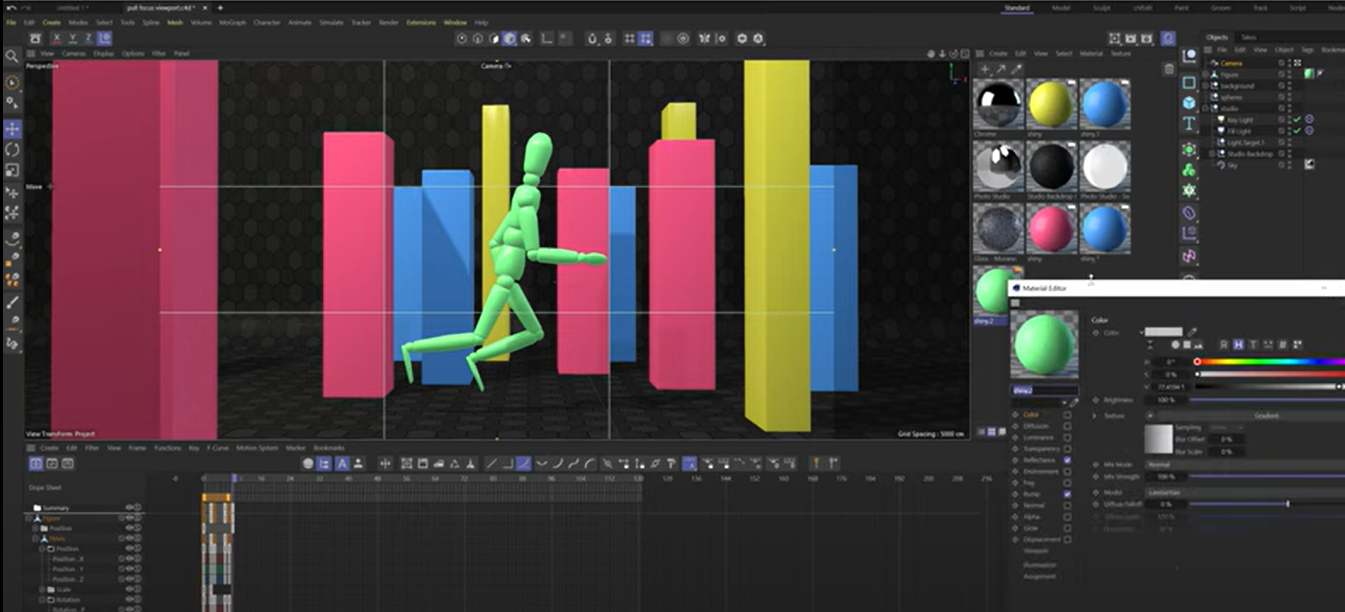 Untitled 1 *
pull focus viewport.c4d *
Standard Model Sculpt UVEdit Paint Groom Track Script Nodes
File Edit Create Modes Select Tools Spline Mesh Volume MoGraph Character Animate Simulate Tracker Render Extensions Window Help
X Y Z
Objects Takes
View Cameras Display Options Filter Panel
Create Edit View Select Material Texture
File Edit View Object Tags Bookmarks
Perspective
Camera
Camera
Figure
background
spheres
studio
Key Light
Fill Light
Light.Target.1
Studio Backdrop
Sky
Chrome shiny shiny.1
Photo Studio Studio Backdrop Photo Studio - So
Move
shiny shiny.*
shiny.2
Material Editor
Color
Color
R H T
H 0°
S 0 %
V
shiny.2
Brightness 100 %
Texture Gradient
Sampling
Blur Offset 0 %
Blur Scale 0 %
Mix Mode Normal
Mix Strength 100 %
Model Lambertian
Diffuse Falloff 0 %
Color
Diffusion
Luminance
Transparency
Reflectance
Environment
Fog
Bump
Normal
Alpha
Glow
Displacement
Viewport
Illumination
Assignment
View Transform: Project
Grid Spacing : 5000 cm
Create Edit Filter View Frame Functions Key F-Curve Motion System Marker Bookmarks
Dope Sheet
-8 0 16 24 32 40 48 56 64 72 80 88 96 104 112 120 128 136 144 152 160 168 176 184 192 200 208 216
Summary
Figure
Position
Pelvis
Position
Position . X
Position . Y
Position . Z
Scale
Rotation
Rotation . P